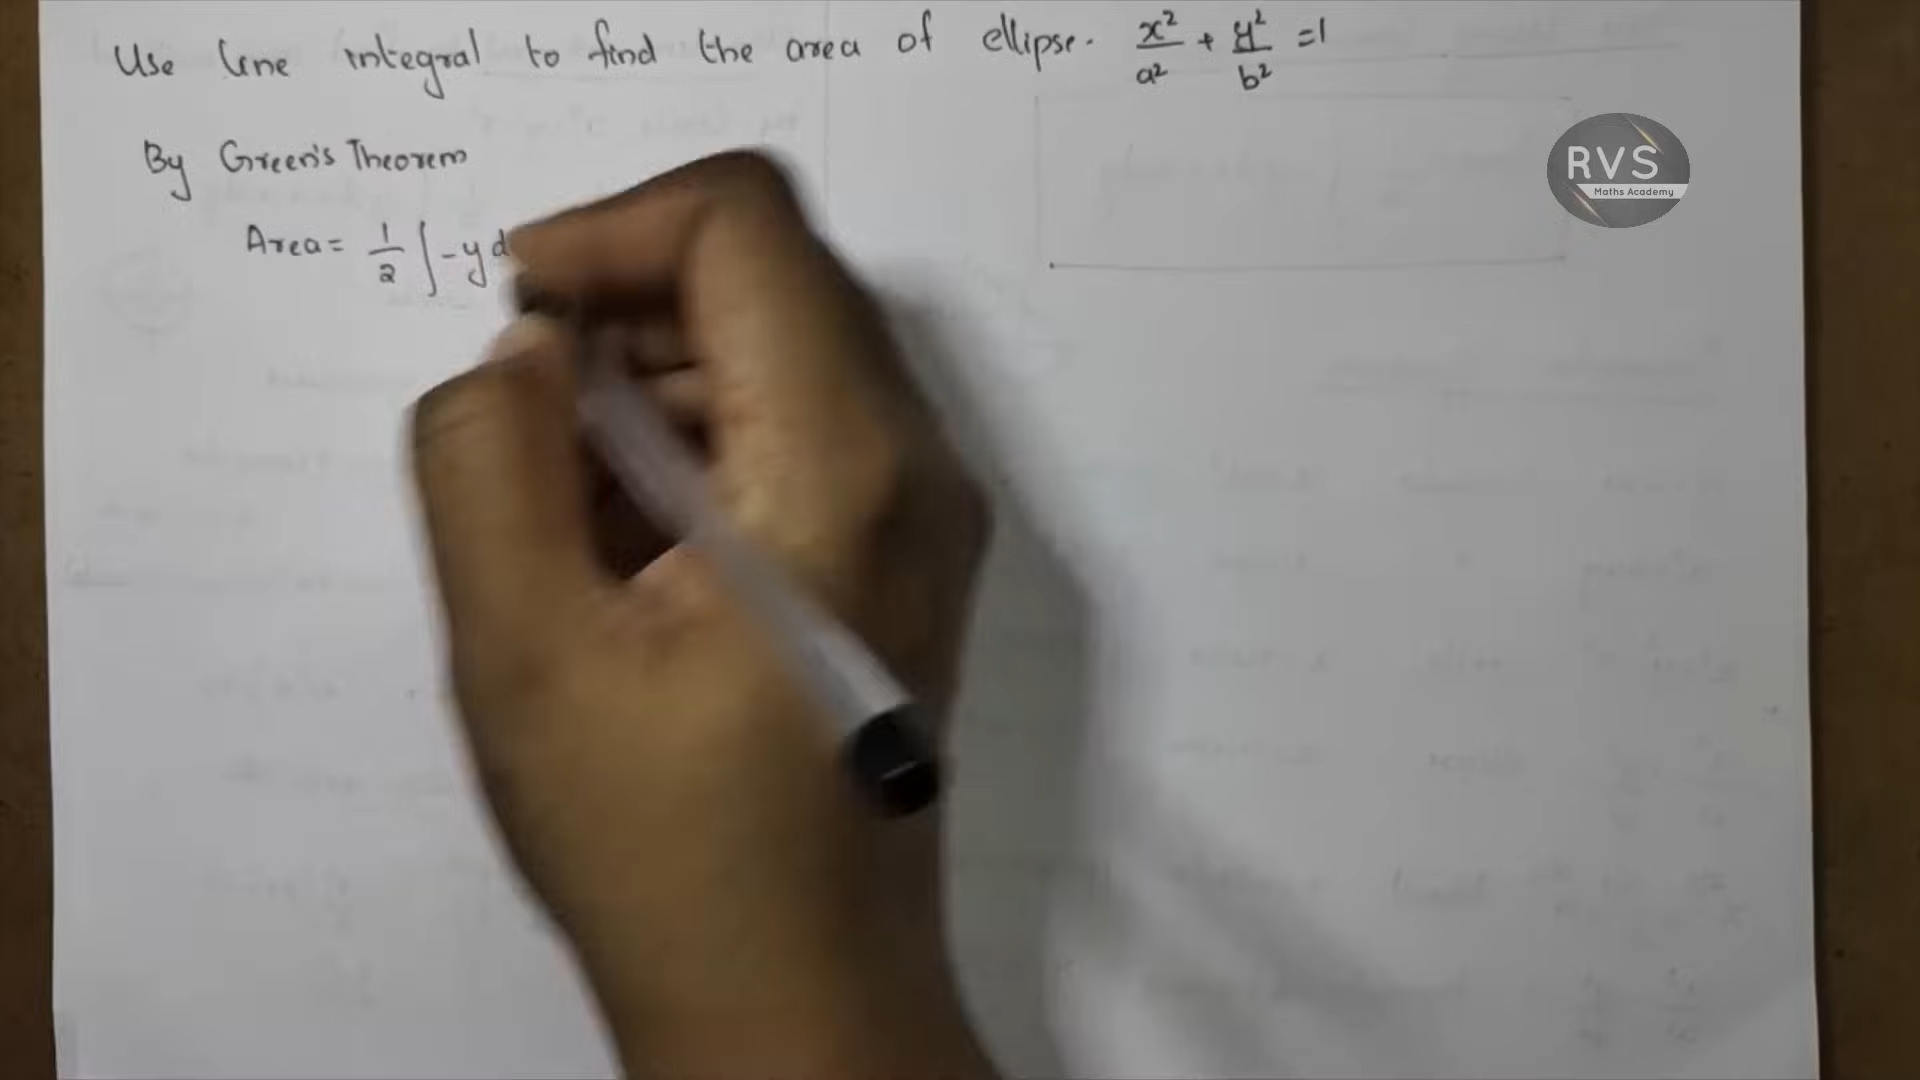 Use line integral to find the area of ellipse. x²/a² + y²/b² = 1
By Green's Theorem
Area = 1/2 ∫ -y d
RVS
Maths Academy